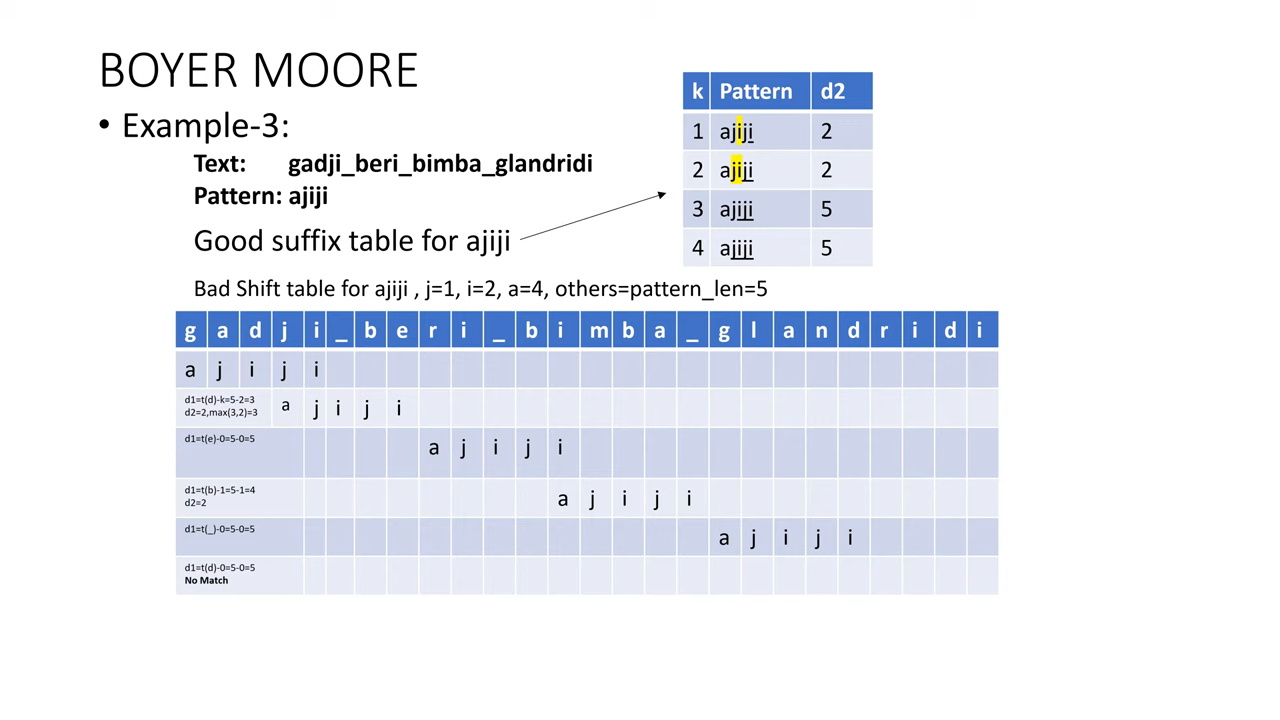 BOYER MOORE
• Example-3:
Text: gadji_beri_bimba_glandridi
Pattern: ajiji
Good suffix table for ajiji
k Pattern d2
1 ajiji 2
2 ajiji 2
3 ajiji 5
4 ajiji 5
Bad Shift table for ajiji , j=1, i=2, a=4, others=pattern_len=5
g a d j i _ b e r i _ b i m b a _ g l a n d r i d i
a j i j i
d1=t(d)-k=5-2=3
d2=2,max(3,2)=3
a j i j i
d1=t(e)-0=5-0=5
a j i j i
d1=t(b)-1=5-1=4
d2=2
a j i j i
d1=t(_)-0=5-0=5
a j i j i
d1=t(d)-0=5-0=5
No Match